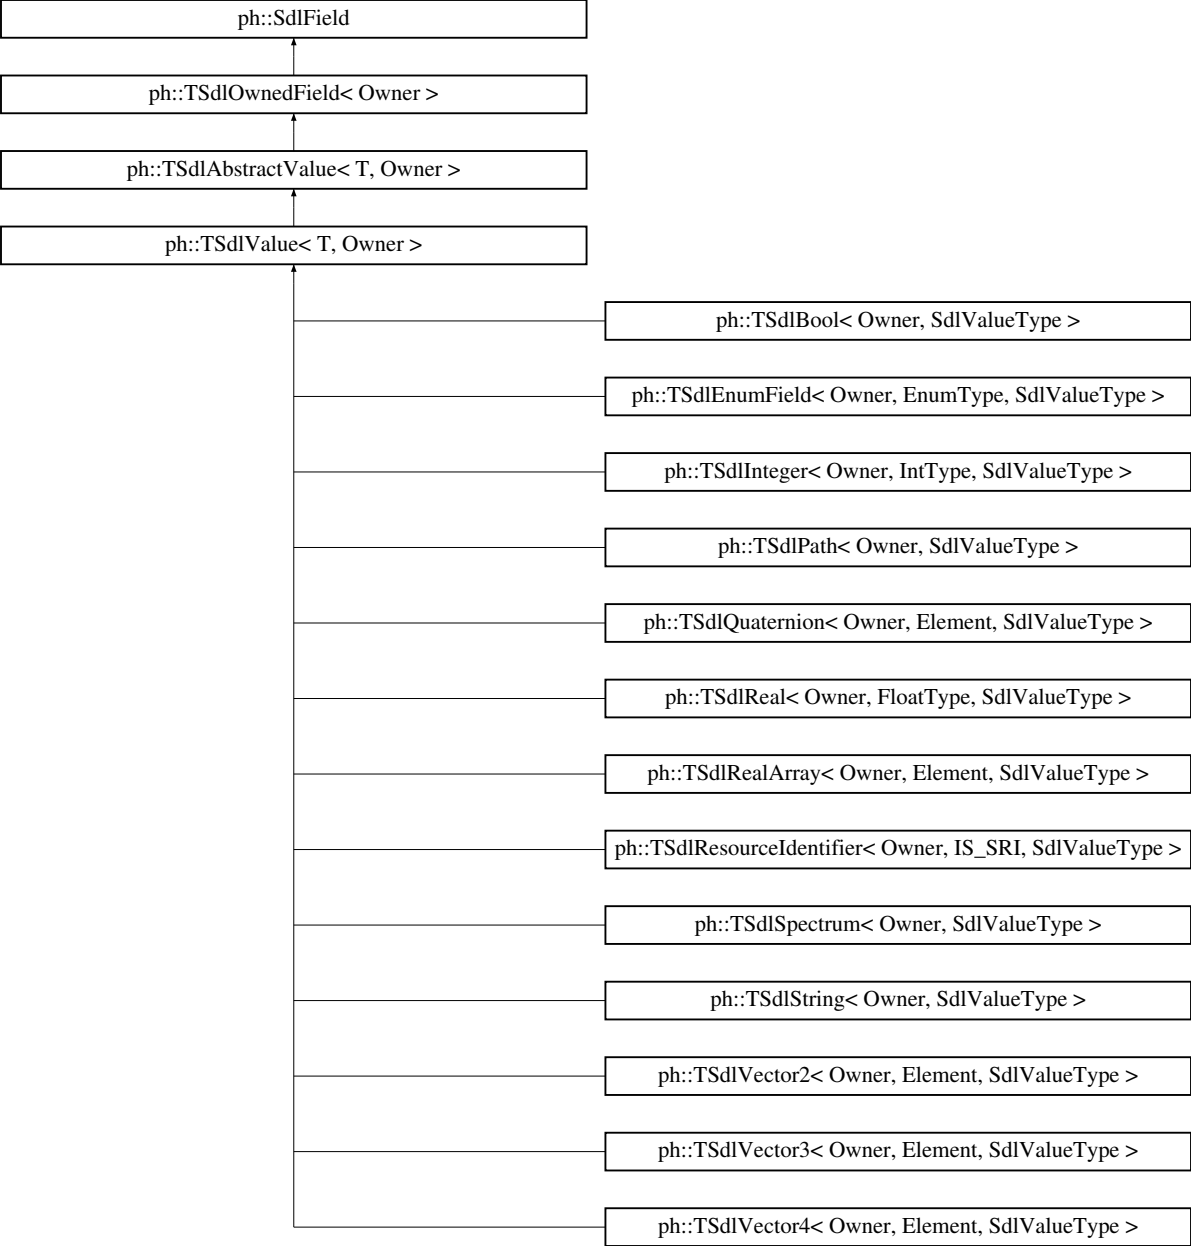 ph::SdlField
ph::TSdlOwnedField< Owner >
ph::TSdlAbstractValue< T, Owner >
ph::TSdlValue< T, Owner >
ph::TSdlBool< Owner, SdlValueType >
ph::TSdlEnumField< Owner, EnumType, SdlValueType >
ph::TSdlInteger< Owner, IntType, SdlValueType >
ph::TSdlPath< Owner, SdlValueType >
ph::TSdlQuaternion< Owner, Element, SdlValueType >
ph::TSdlReal< Owner, FloatType, SdlValueType >
ph::TSdlRealArray< Owner, Element, SdlValueType >
ph::TSdlResourceIdentifier< Owner, IS_SRI, SdlValueType >
ph::TSdlSpectrum< Owner, SdlValueType >
ph::TSdlString< Owner, SdlValueType >
ph::TSdlVector2< Owner, Element, SdlValueType >
ph::TSdlVector3< Owner, Element, SdlValueType >
ph::TSdlVector4< Owner, Element, SdlValueType >